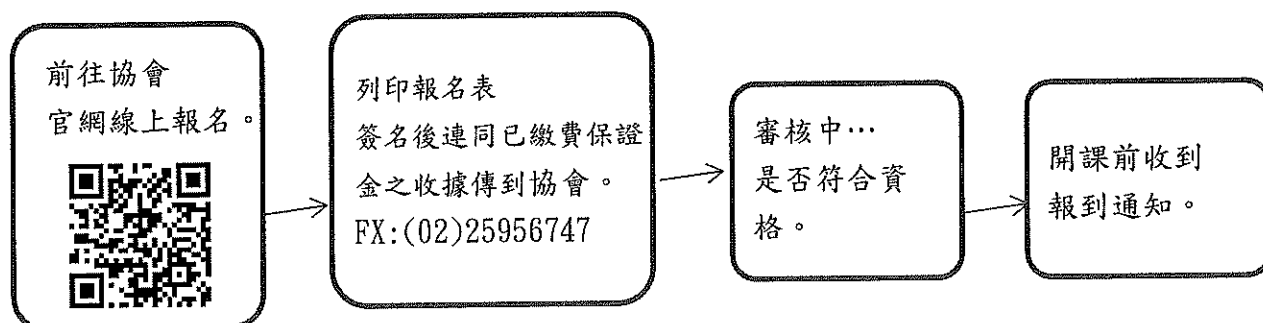 前往協會
官網線上報名。
列印報名表
簽名後連同已繳費保證
金之收據傳到協會。
FX:(02)25956747
審核中…
是否符合資
格。
開課前收到
報到通知。